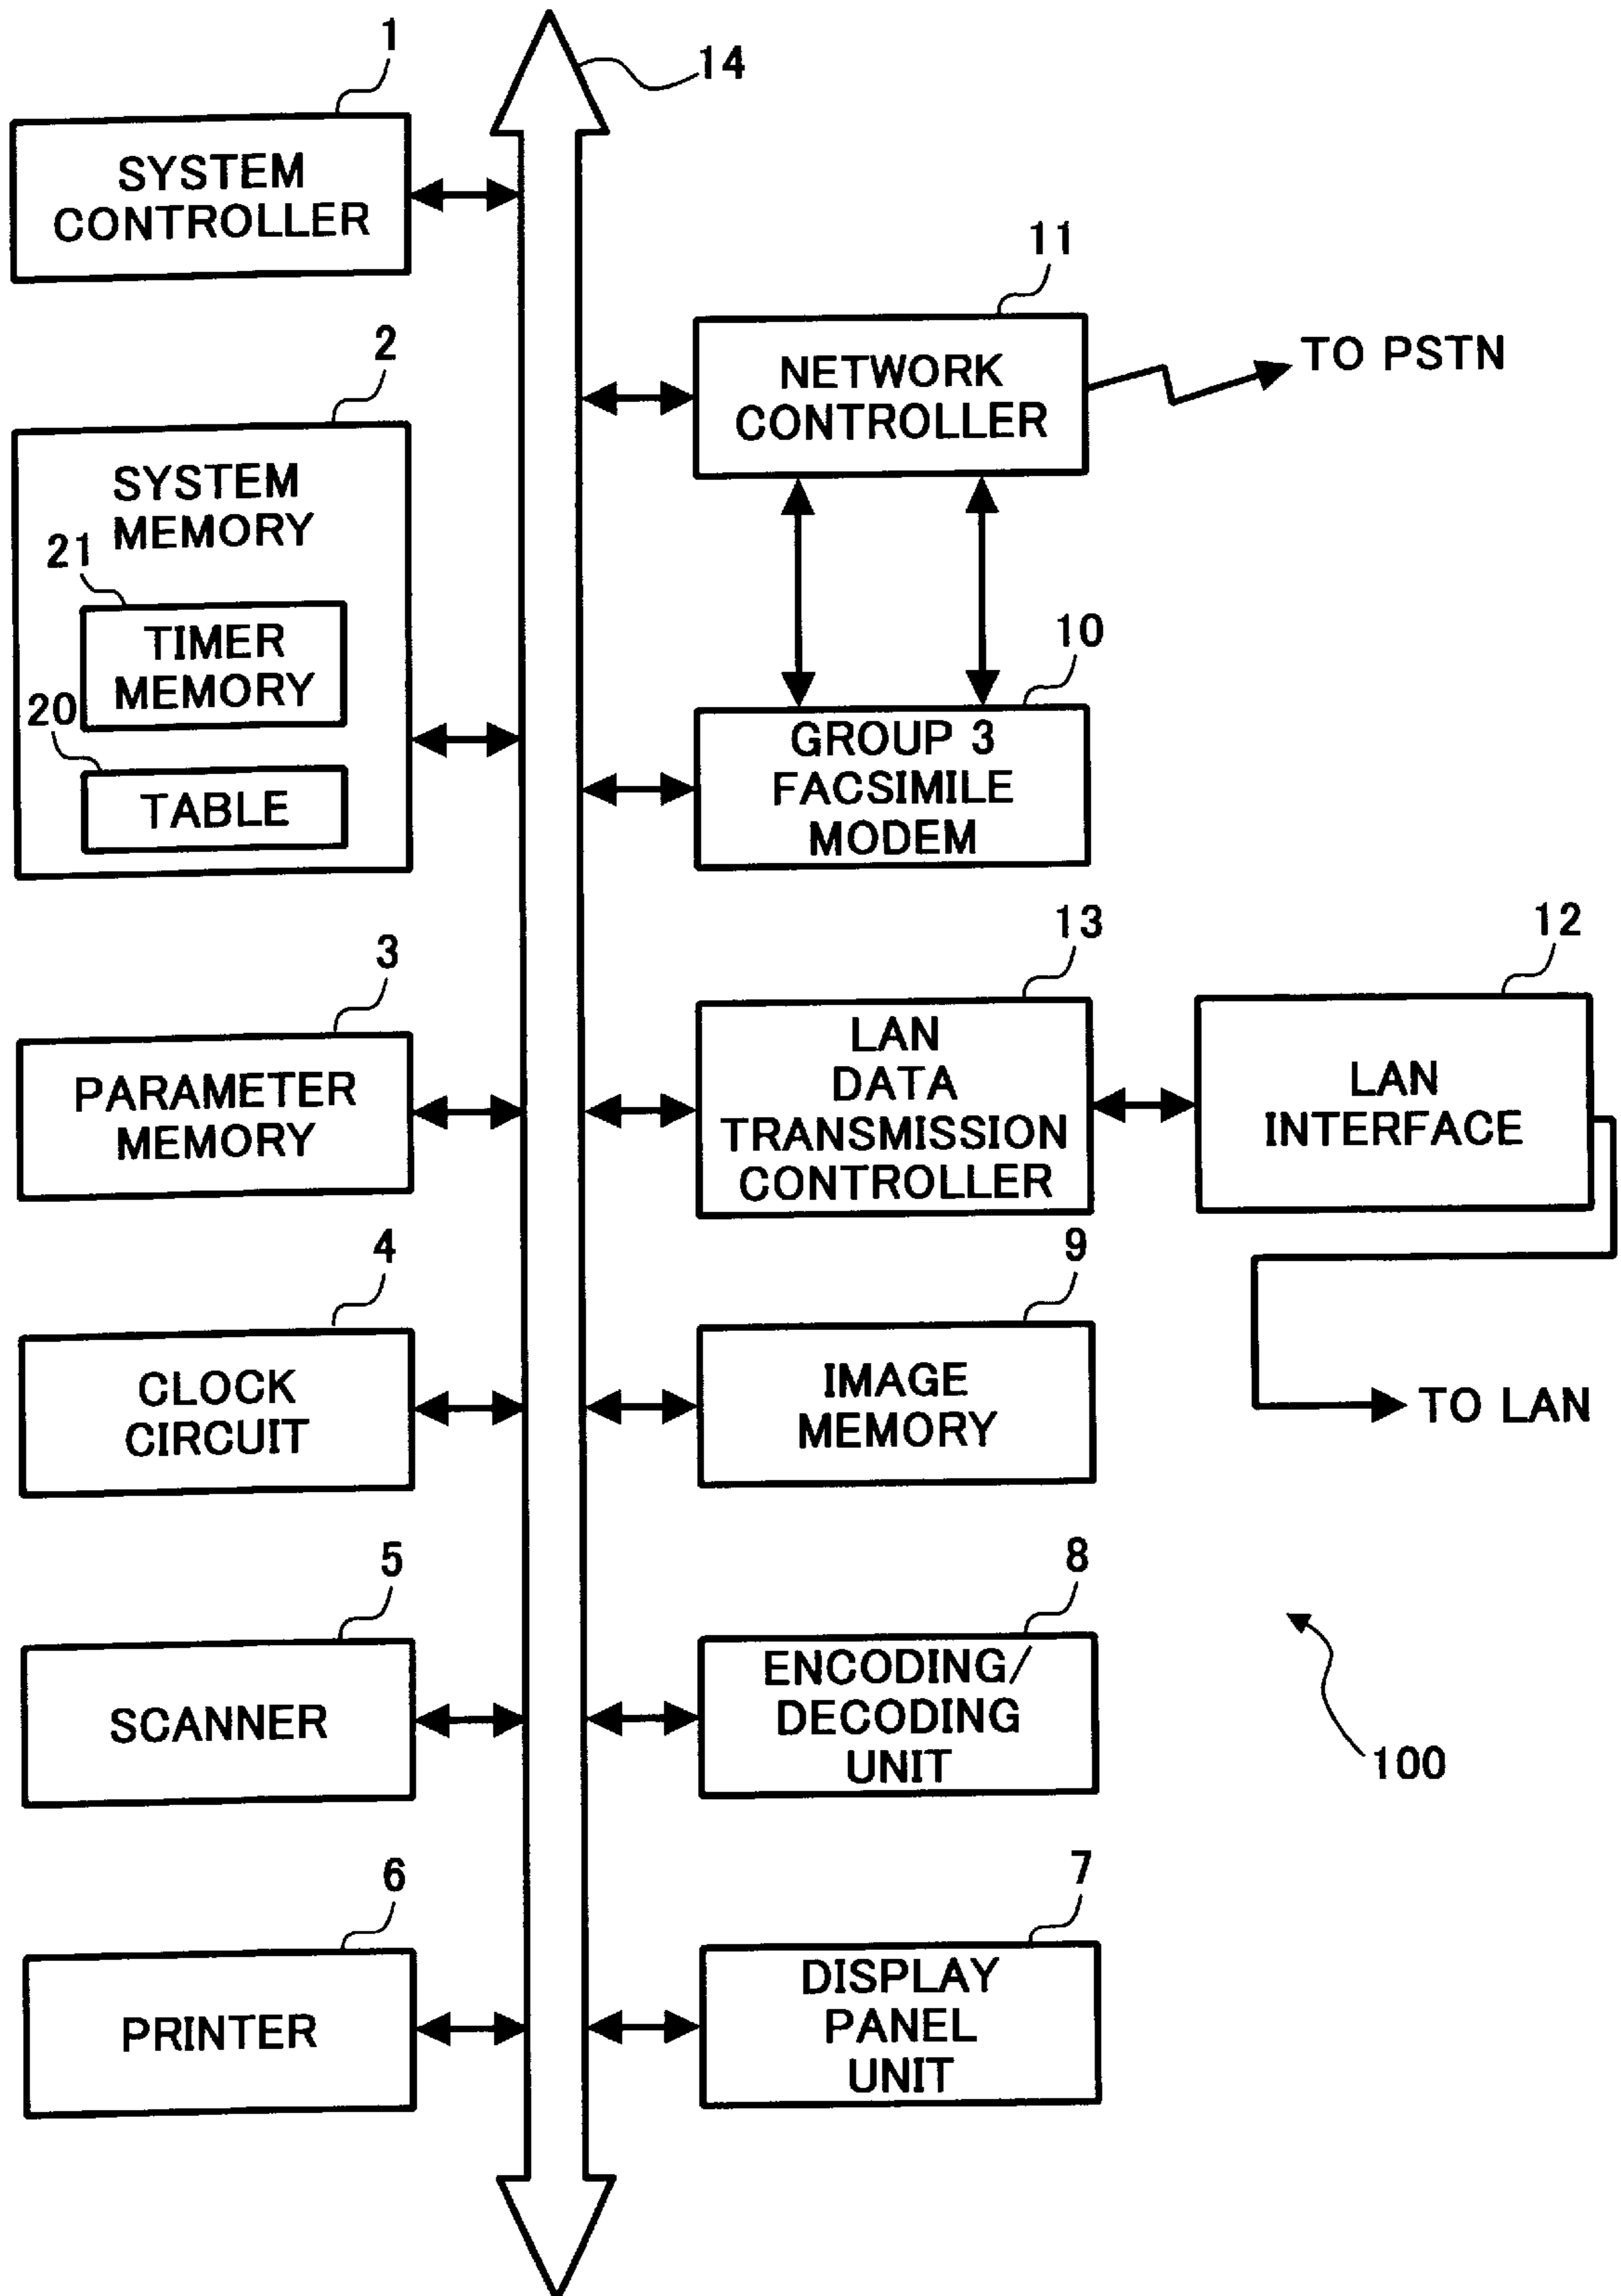 1
14
SYSTEM
CONTROLLER
11
NETWORK
CONTROLLER
TO PSTN
2
SYSTEM
MEMORY
21
TIMER
MEMORY
20
TABLE
10
GROUP 3
FACSIMILE
MODEM
3
PARAMETER
MEMORY
13
LAN
DATA
TRANSMISSION
CONTROLLER
12
LAN
INTERFACE
TO LAN
4
CLOCK
CIRCUIT
9
IMAGE
MEMORY
5
SCANNER
8
ENCODING/
DECODING
UNIT
100
6
PRINTER
7
DISPLAY
PANEL
UNIT